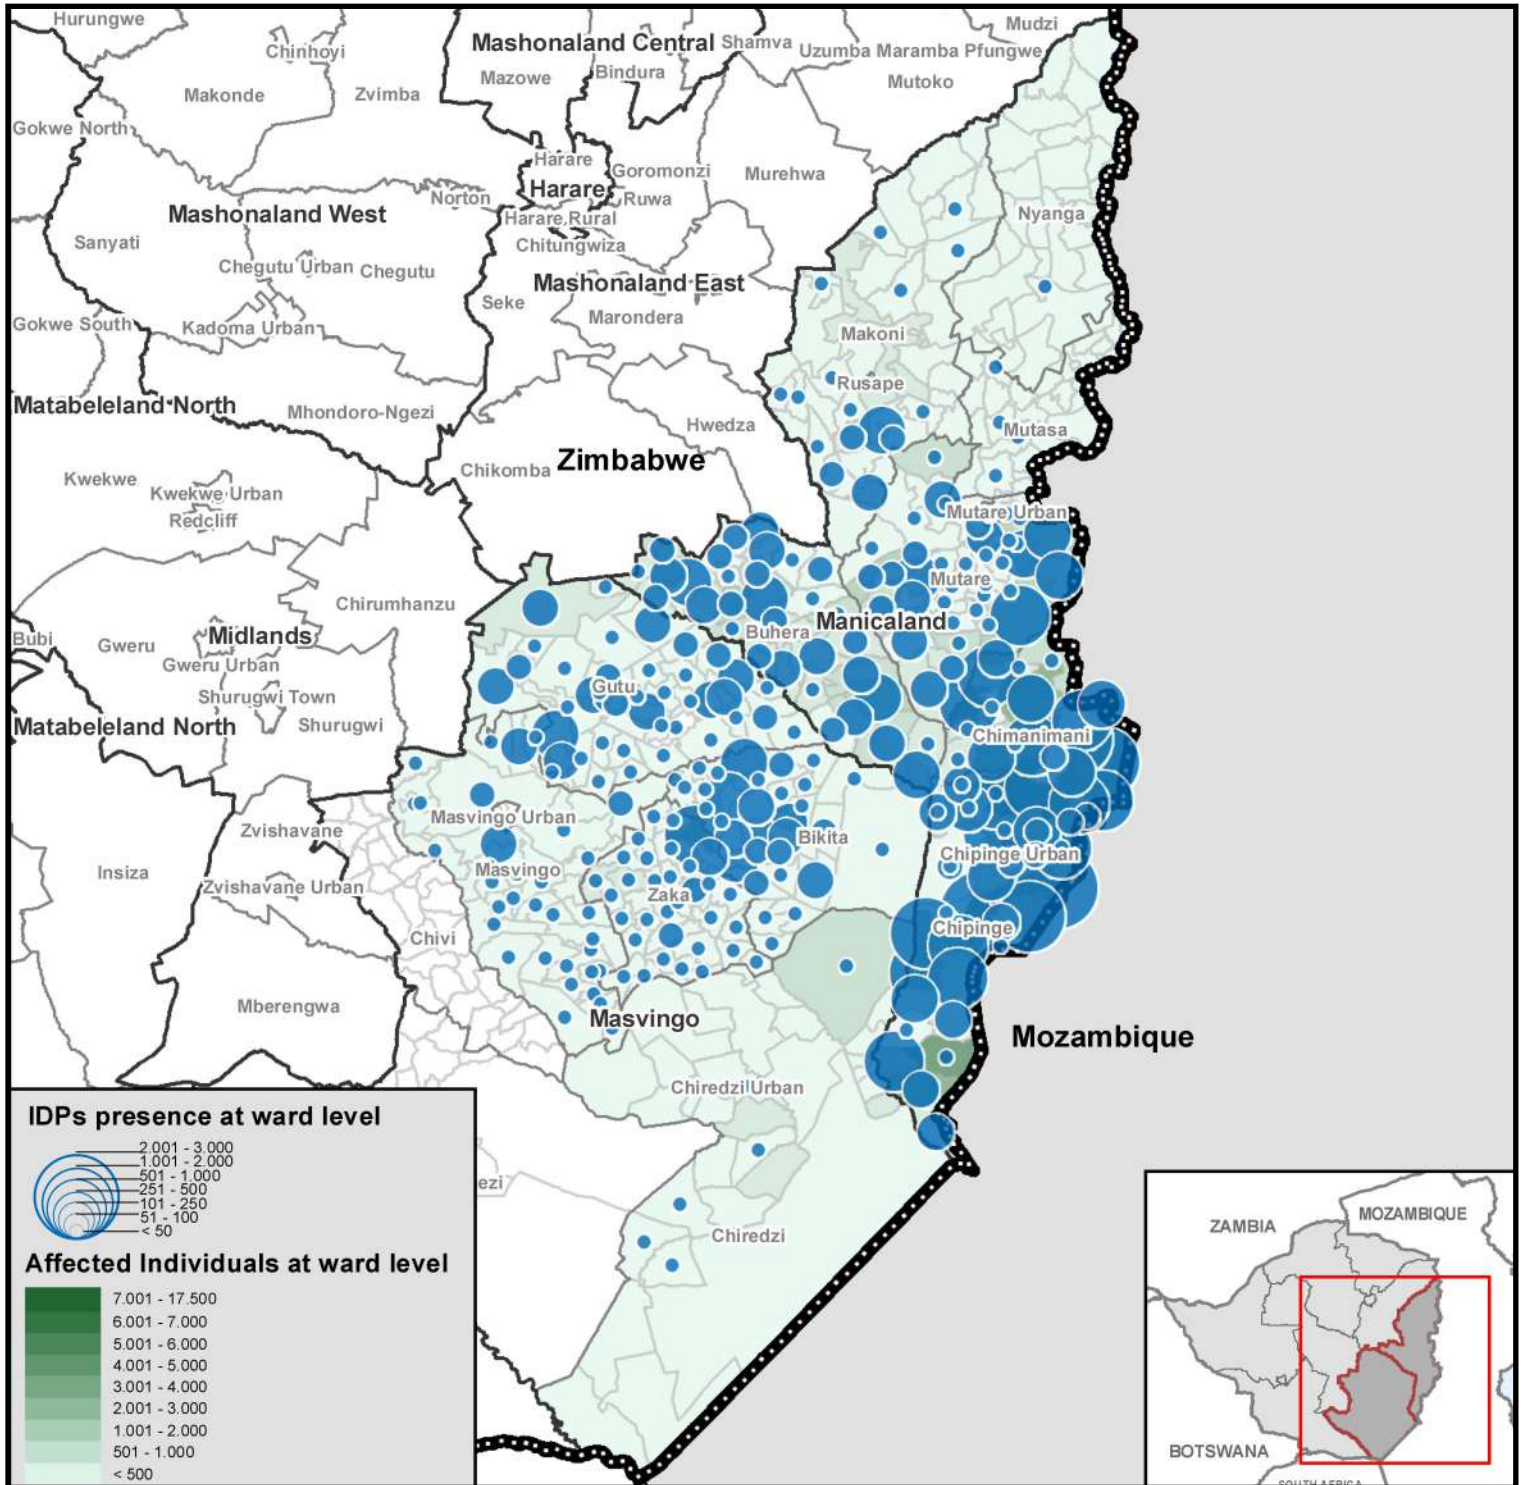 Hurungwe
Chinhoyi
Mashonaland Central
Shamva
Mudzi
Uzumba Maramba Pfungwe
Mazowe
Bindura
Mutoko
Makonde
Zvimba
Gokwe North
Harare
Goromonzi
Murehwa
Norton
Harare
Ruwa
Mashonaland West
Harare Rural
Nyanga
Sanyati
Chitungwiza
Chegutu Urban
Chegutu
Mashonaland East
Seke
Gokwe South
Kadoma Urban
Marondera
Makoni
Rusape
Matabeleland North
Mhondoro-Ngezi
Hwedza
Mutasa
Zimbabwe
Chikomba
Kwekwe
Kwekwe Urban
Redcliff
Mutare Urban
Mutare
Chirumhanzu
Manicaland
Bubi
Gweru
Midlands
Buhera
Gweru Urban
Shurugwi Town
Gutu
Matabeleland North
Shurugwi
Chimanimani
Masvingo Urban
Zvishavane
Bikita
Chipinge Urban
Insiza
Masvingo
Zvishavane Urban
Zaka
Chivi
Chipinge
Mberengwa
Masvingo
Mozambique
Chiredzi Urban
ezi
Chiredzi
IDPs presence at ward level
2.001 - 3.000
1.001 - 2.000
501 - 1.000
251 - 500
101 - 250
51 - 100
< 50
Affected Individuals at ward level
7.001 - 17.500
6.001 - 7.000
5.001 - 6.000
4.001 - 5.000
3.001 - 4.000
2.001 - 3.000
1.001 - 2.000
501 - 1.000
< 500
ZAMBIA
MOZAMBIQUE
BOTSWANA
SOUTH AFRICA